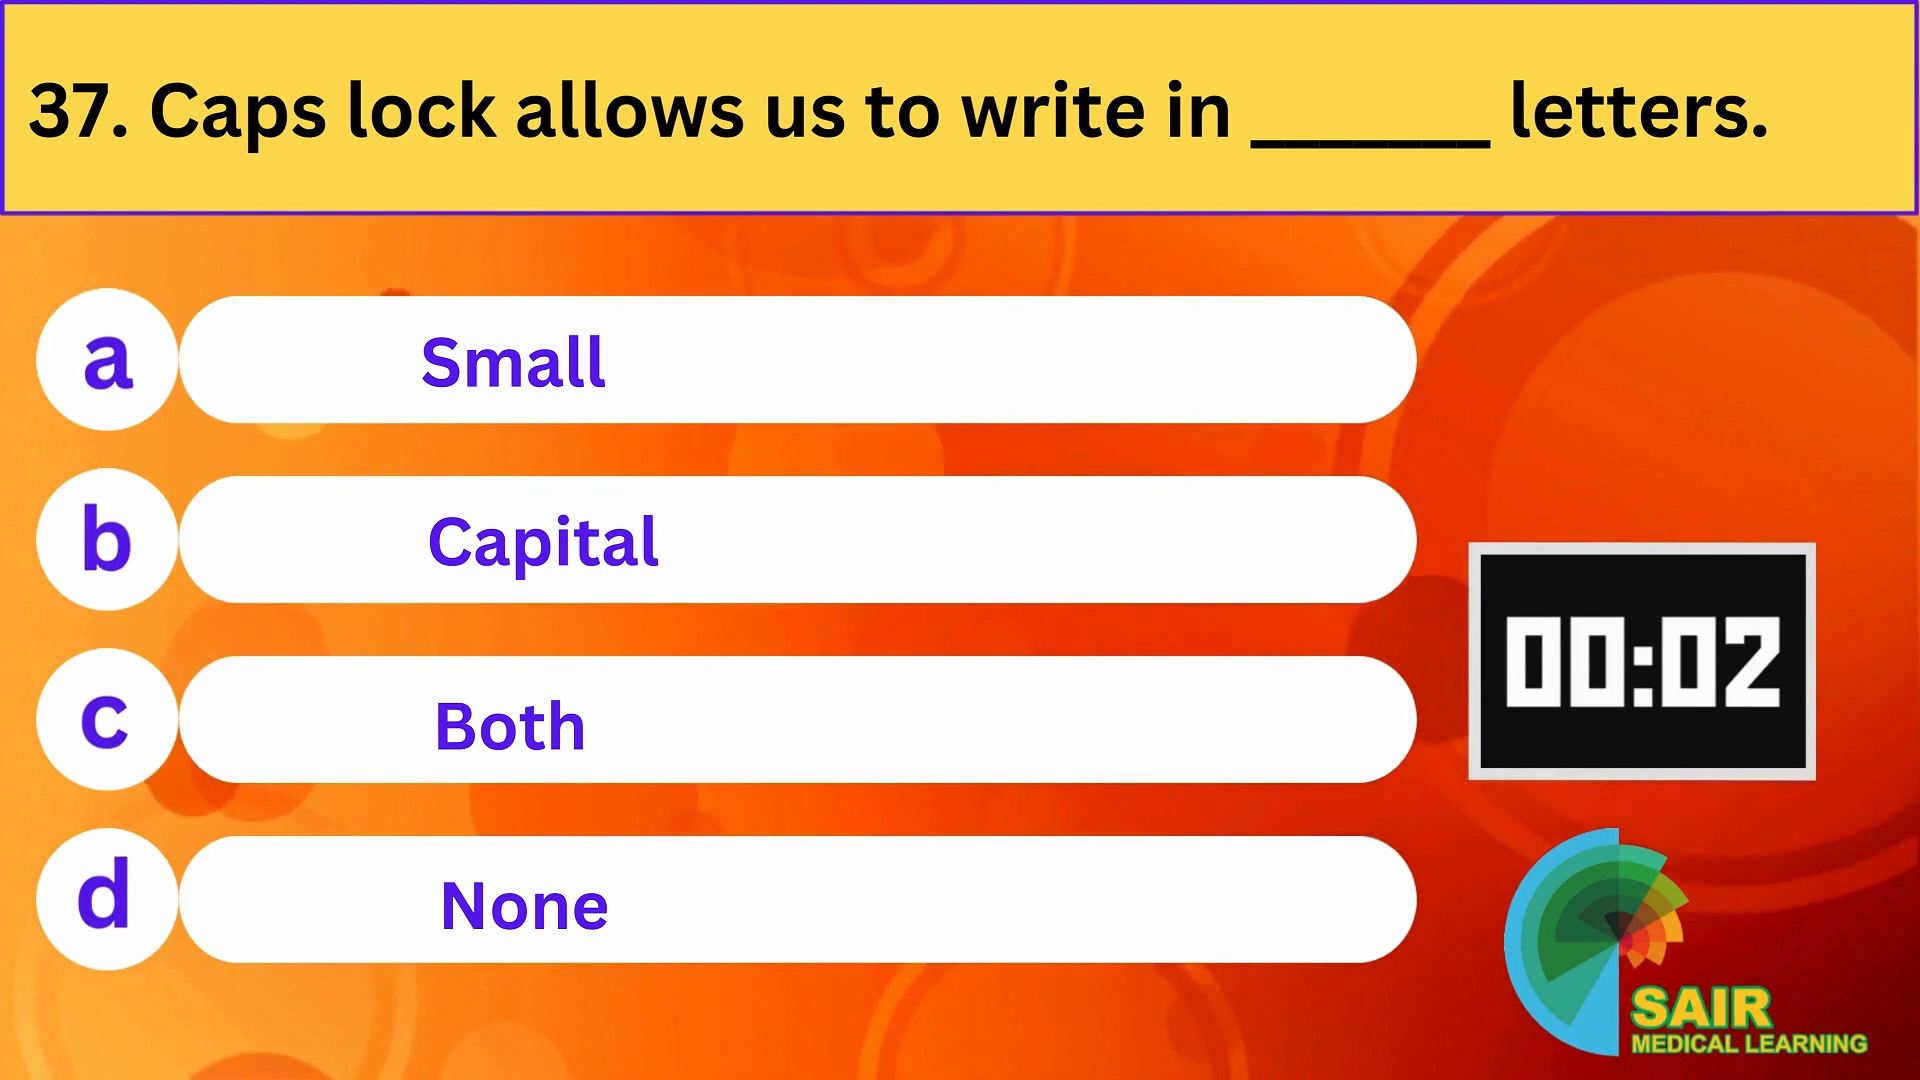 37. Caps lock allows us to write in _______ letters.
a Small
b Capital
c Both
d None
00:02
SAIR
MEDICAL LEARNING